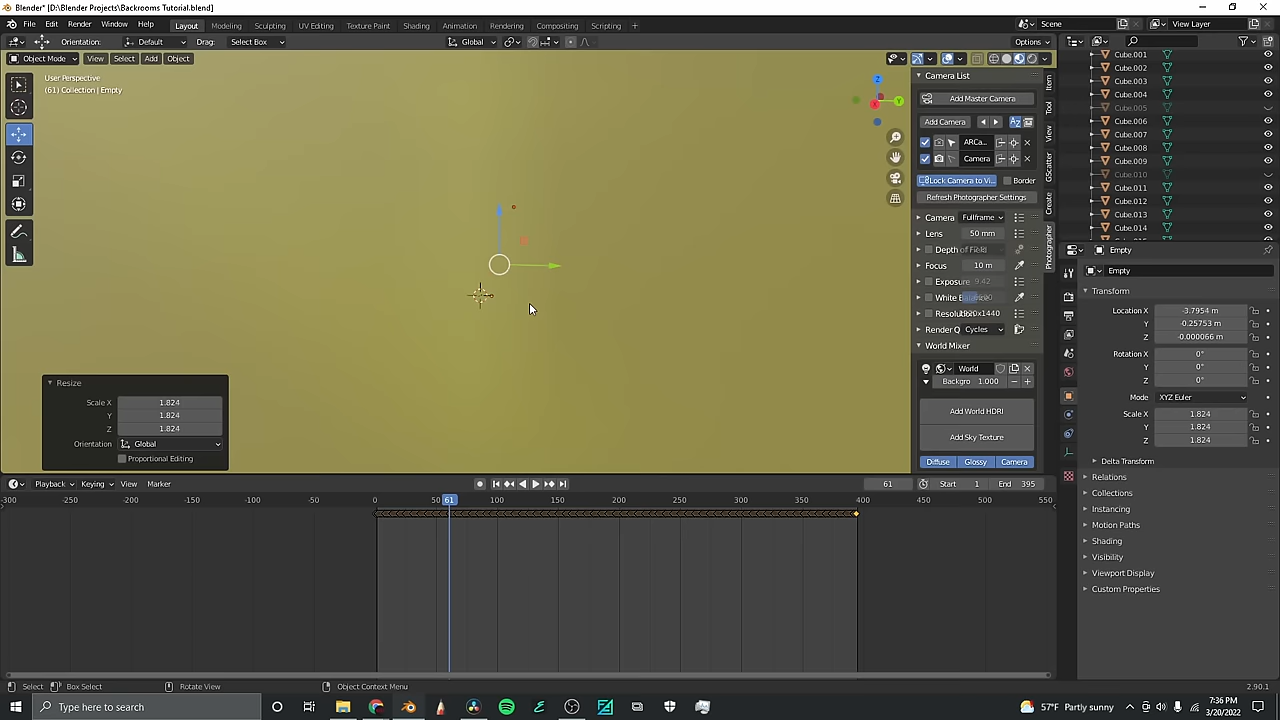 Blender* [D:\Blender Projects\Backrooms Tutorial.blend]
File Edit Render Window Help Layout Modeling Sculpting UV Editing Texture Paint Shading Animation Rendering Compositing Scripting + Scene View Layer
Orientation: Default Drag: Select Box Global Options
Object Mode View Select Add Object
User Perspective
(61) Collection | Empty
Z
Y
X
Camera List
Add Master Camera
Add Camera
ARCa...
Camera
Lock Camera to Vi... Border
Refresh Photographer Settings
Camera Fullframe
Lens 50 mm
Depth of Field
Focus 10 m
Exposure 9.42
White B
Resolut
Render Q Cycles
World Mixer
World
Backgro 1.000
Add World HDRI
Add Sky Texture
Diffuse Glossy Camera
Item
Tool
View
GScatter
Create
Photographer
Cube.001
Cube.002
Cube.003
Cube.004
Cube.005
Cube.006
Cube.007
Cube.008
Cube.009
Cube.010
Cube.011
Cube.012
Cube.013
Cube.014
Empty
Empty
Transform
Location X -3.7954 m
Y -0.25753 m
Z -0.000066 m
Rotation X 0°
Y 0°
Z 0°
Mode XYZ Euler
Scale X 1.824
Y 1.824
Z 1.824
Delta Transform
Relations
Collections
Instancing
Motion Paths
Shading
Visibility
Viewport Display
Custom Properties
Resize
Scale X 1.824
Y 1.824
Z 1.824
Orientation Global
Proportional Editing
Playback Keying View Marker 61 Start 1 End 395
-300 -250 -200 -150 -100 -50 0 50 61 100 150 200 250 300 350 400 450 500 550
Select Box Select Rotate View Object Context Menu 2.90.1
Type here to search
57°F Partly sunny
7:36 PM
3/20/2022